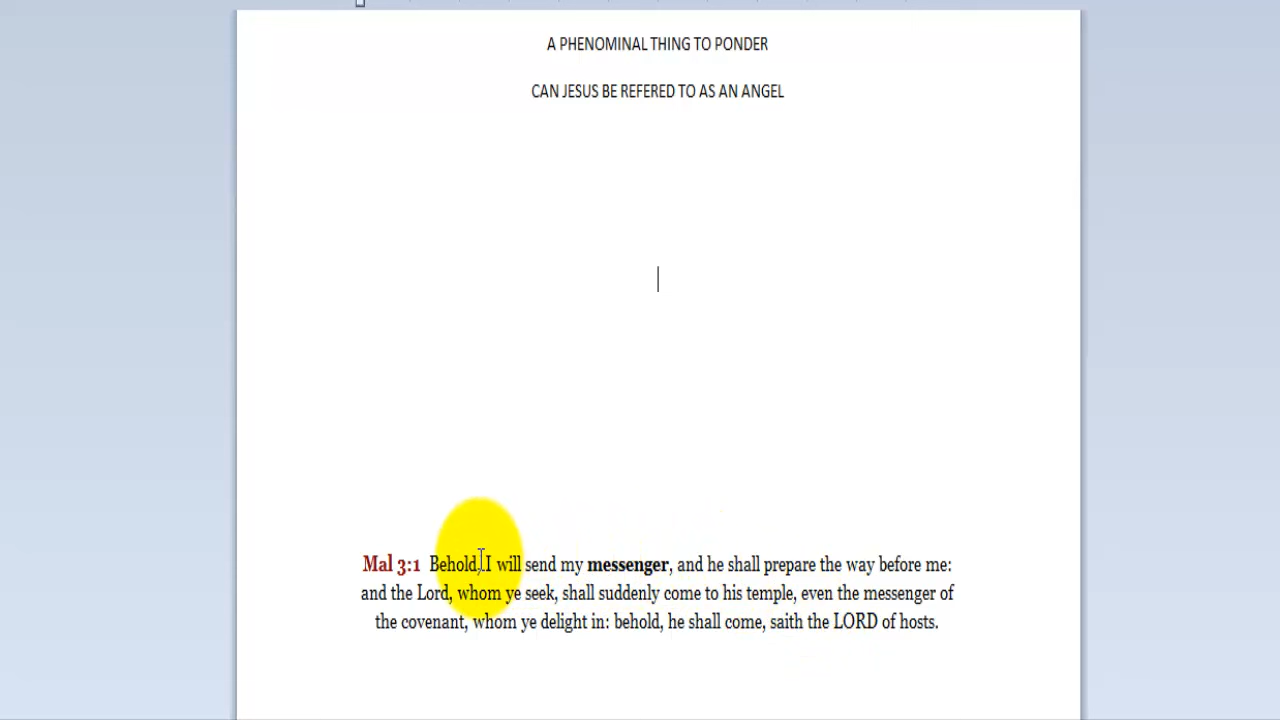 A PHENOMINAL THING TO PONDER
CAN JESUS BE REFERED TO AS AN ANGEL
Mal 3:1 Behold, I will send my messenger, and he shall prepare the way before me:
and the Lord, whom ye seek, shall suddenly come to his temple, even the messenger of
the covenant, whom ye delight in: behold, he shall come, saith the LORD of hosts.